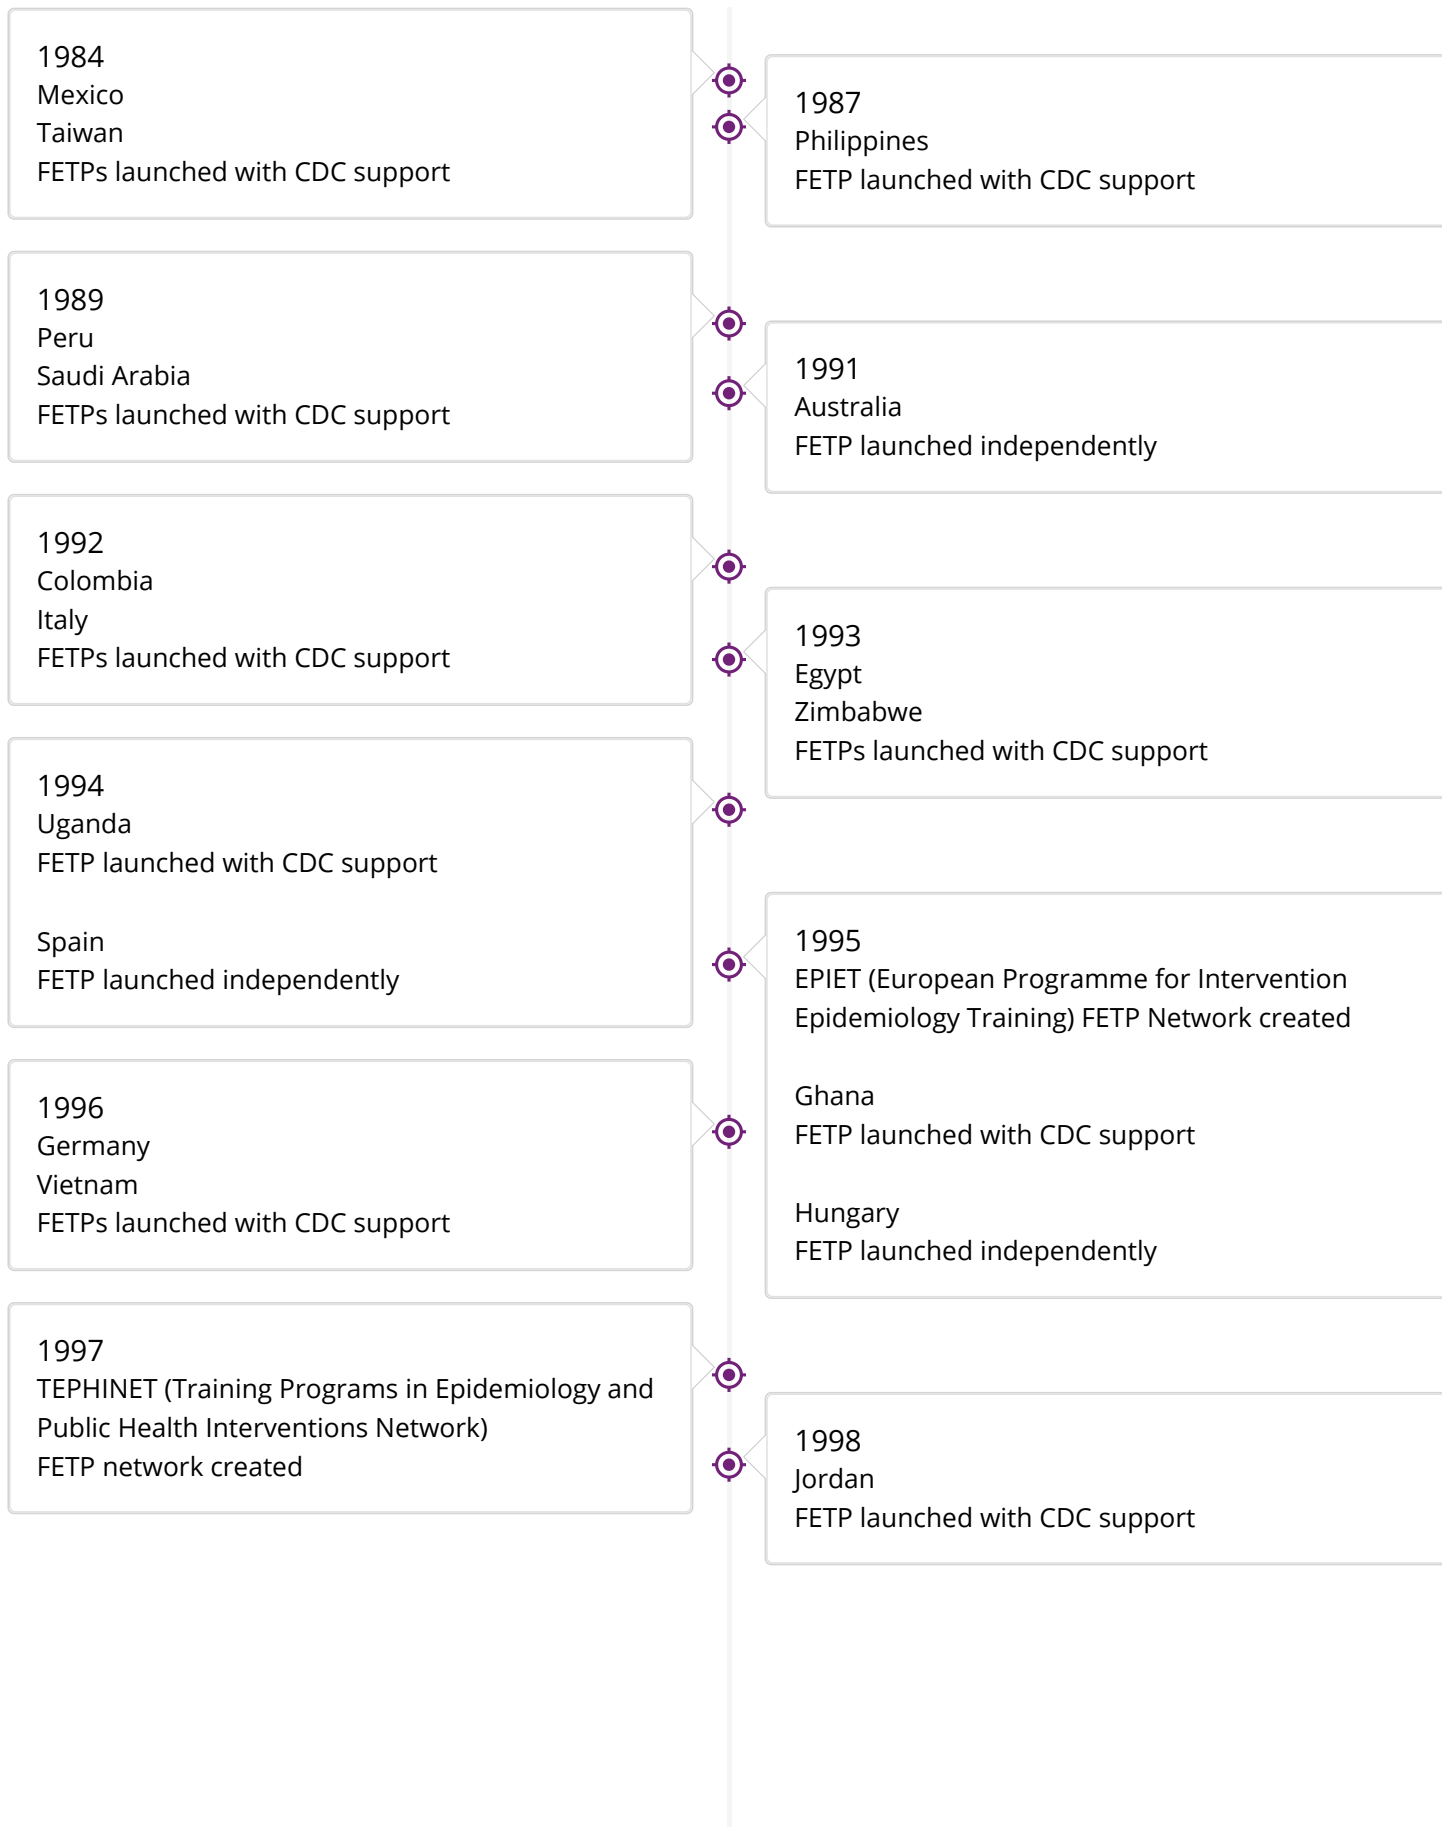 1984
Mexico
Taiwan
FETPs launched with CDC support
1987
Philippines
FETP launched with CDC support
1989
Peru
Saudi Arabia
FETPs launched with CDC support
1991
Australia
FETP launched independently
1992
Colombia
Italy
FETPs launched with CDC support
1993
Egypt
Zimbabwe
FETPs launched with CDC support
1994
Uganda
FETP launched with CDC support
Spain
FETP launched independently
1995
EPIET (European Programme for Intervention
Epidemiology Training) FETP Network created
Ghana
FETP launched with CDC support
Hungary
FETP launched independently
1996
Germany
Vietnam
FETPs launched with CDC support
1997
TEPHINET (Training Programs in Epidemiology and
Public Health Interventions Network)
FETP network created
1998
Jordan
FETP launched with CDC support